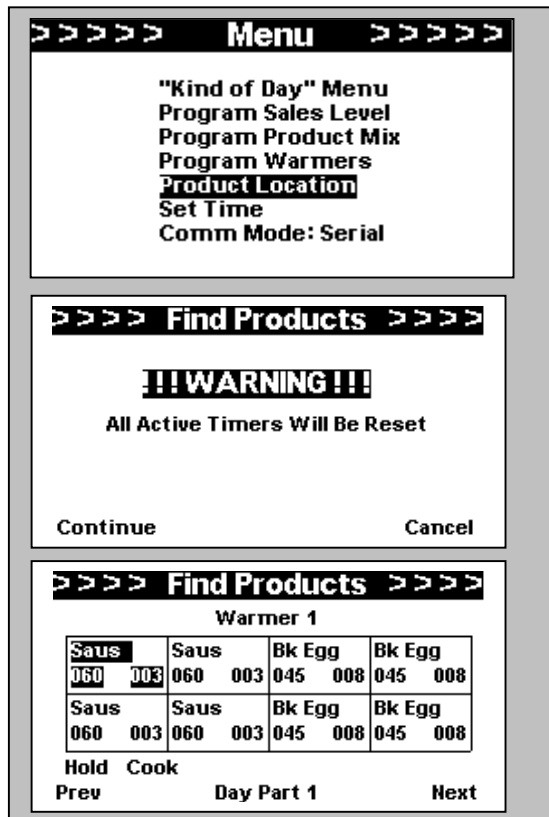 > > > > > Menu > > > > >
"Kind of Day" Menu
Program Sales Level
Program Product Mix
Program Warmers
Product Location
Set Time
Comm Mode: Serial
> > > > Find Products > > > >
!!! WARNING !!!
All Active Timers Will Be Reset
Continue Cancel
> > > > Find Products > > > >
Warmer 1
Saus Saus Bk Egg Bk Egg
060 003 060 003 045 008 045 008
Saus Saus Bk Egg Bk Egg
060 003 060 003 045 008 045 008
Hold Cook
Prev Day Part 1 Next